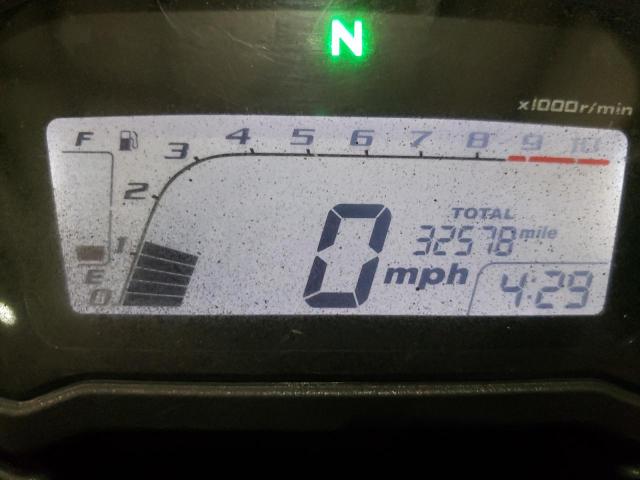 N
x1000r/min
F 3 4 5 6 7 8 9 10
2
TOTAL
1 0 32578 mile
E mph 4:29
0